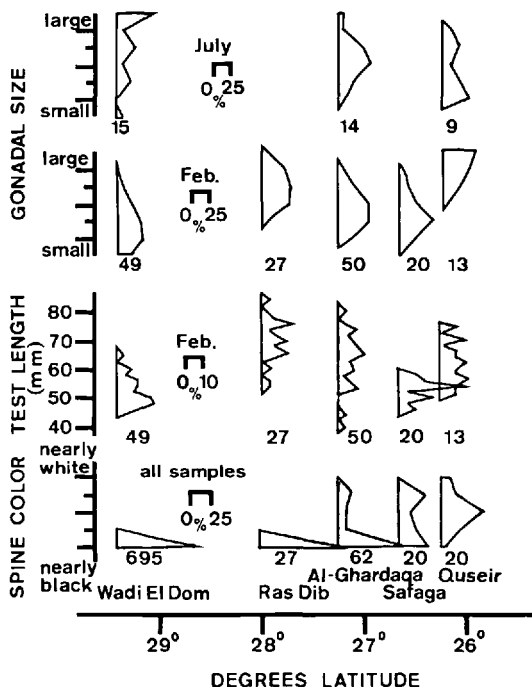 GONADAL SIZE
large
small
July
0 25
%
15 14 9
large
small
Feb.
0 % 25
49 27 50 20 13
TEST LENGTH
(mm)
80
70
60
50
40
Feb.
0 % 10
49 27 50 20 13
SPINE COLOR
nearly
white
nearly
black
all samples
0 % 25
695 27 62 20 20
Wadi El Dom Ras Dib Al-Ghardaqa Safaga Quseir
29° 28° 27° 26°
DEGREES LATITUDE